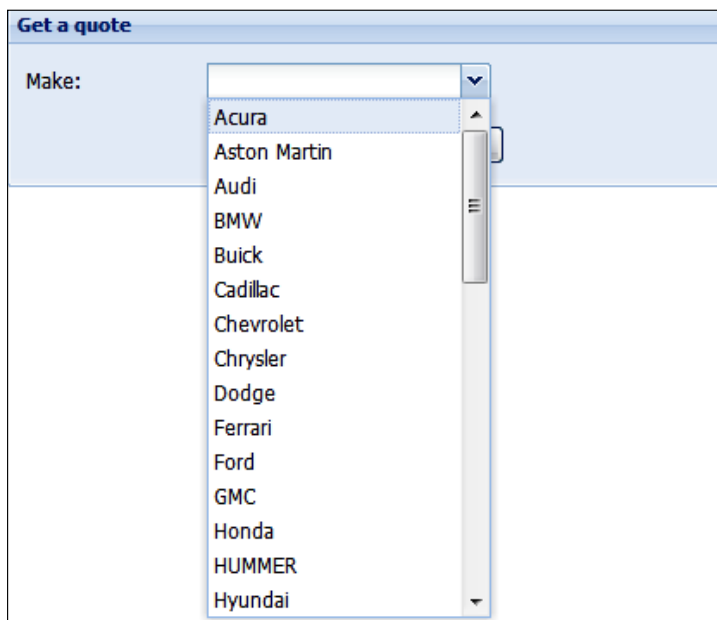 Get a quote
Make:
Acura
Aston Martin
Audi
BMW
Buick
Cadillac
Chevrolet
Chrysler
Dodge
Ferrari
Ford
GMC
Honda
HUMMER
Hyundai